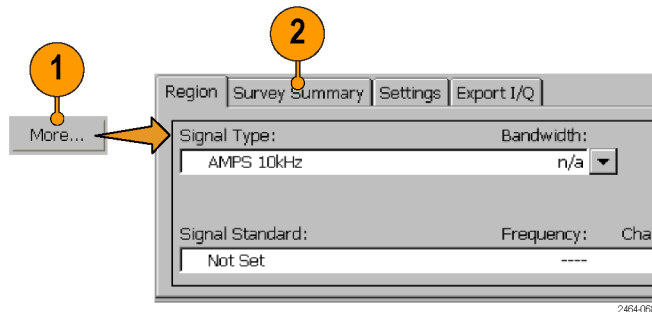 2
1
Region Survey Summary Settings Export I/Q
More...
Signal Type: Bandwidth:
AMPS 10kHz n/a
Signal Standard: Frequency: Cha
Not Set ----
2464-068